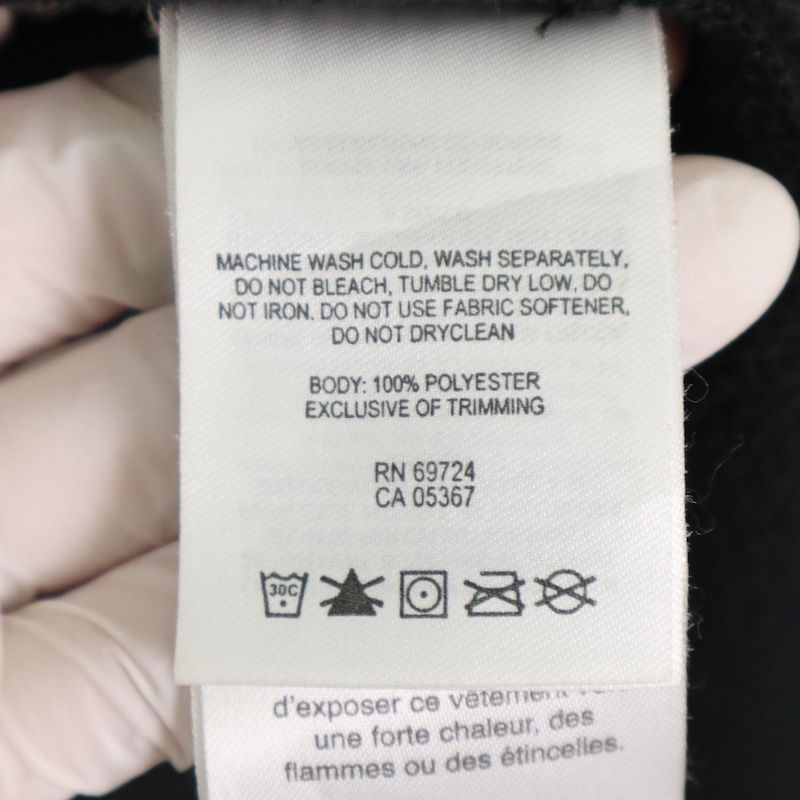 MACHINE WASH COLD, WASH SEPARATELY,
DO NOT BLEACH, TUMBLE DRY LOW, DO
NOT IRON, DO NOT USE FABRIC SOFTENER,
DO NOT DRYCLEAN
BODY: 100% POLYESTER
EXCLUSIVE OF TRIMMING
RN 69724
CA 05367
30C
d'exposer ce vêtement
une forte chaleur, des
flammes ou des étincelles.